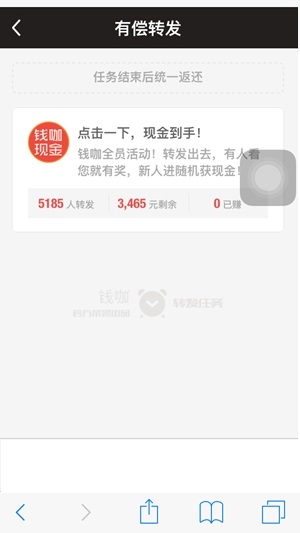 有偿转发
任务结束后统一返还
钱咖
现金
点击一下，现金到手！
钱咖全员活动！转发出去，有人看
您就有奖，新人进随机获现金！
5185 人转发
3,465 元剩余
0 已赚
钱咖
转发任务